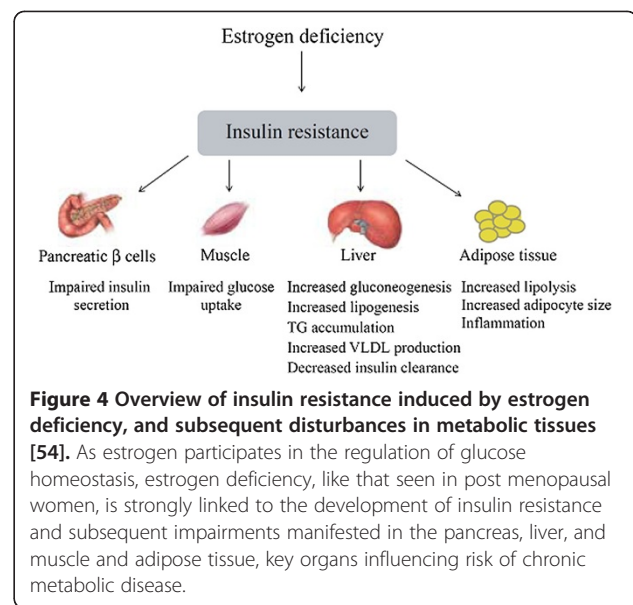 Estrogen deficiency
Insulin resistance
Pancreatic β cells
Impaired insulin
secretion
Muscle
Impaired glucose
uptake
Liver
Increased gluconeogenesis
Increased lipogenesis
TG accumulation
Increased VLDL production
Decreased insulin clearance
Adipose tissue
Increased lipolysis
Increased adipocyte size
Inflammation
Figure 4 Overview of insulin resistance induced by estrogen
deficiency, and subsequent disturbances in metabolic tissues
[54]. As estrogen participates in the regulation of glucose
homeostasis, estrogen deficiency, like that seen in post menopausal
women, is strongly linked to the development of insulin resistance
and subsequent impairments manifested in the pancreas, liver, and
muscle and adipose tissue, key organs influencing risk of chronic
metabolic disease.